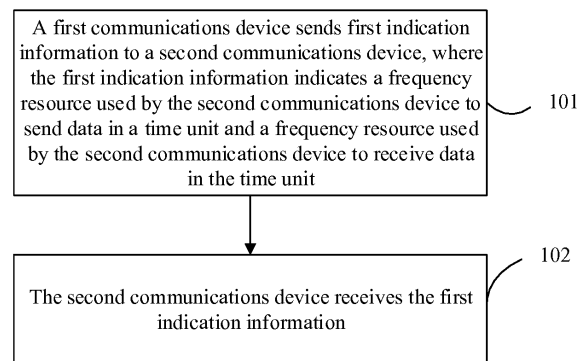 A first communications device sends first indication
information to a second communications device, where
the first indication information indicates a frequency
resource used by the second communications device to
send data in a time unit and a frequency resource used
by the second communications device to receive data
in the time unit
101
102
The second communications device receives the first
indication information